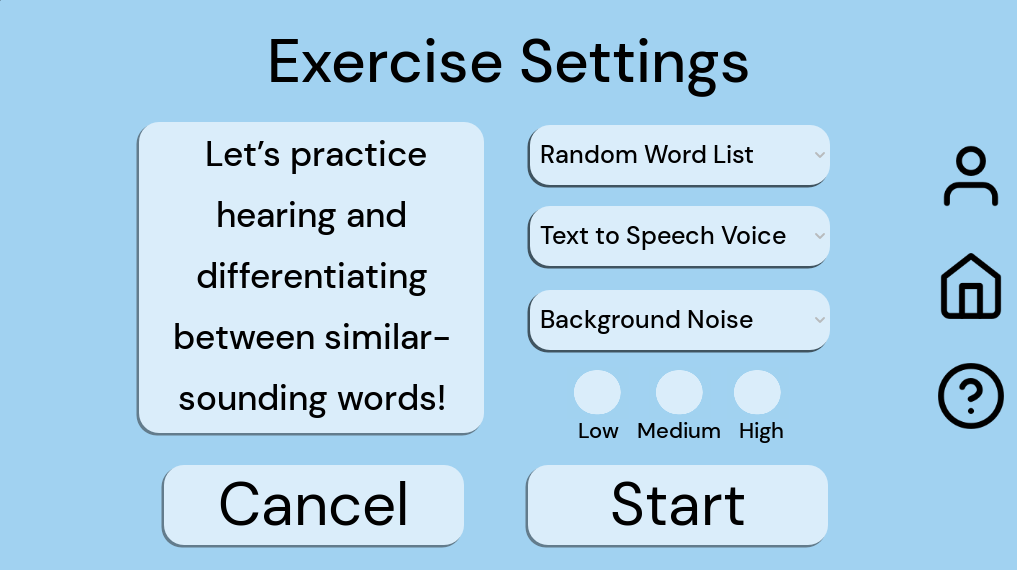 Exercise Settings
Let’s practice
hearing and
differentiating
between similar-
sounding words!
Random Word List
Text to Speech Voice
Background Noise
Low Medium High
Cancel
Start
?